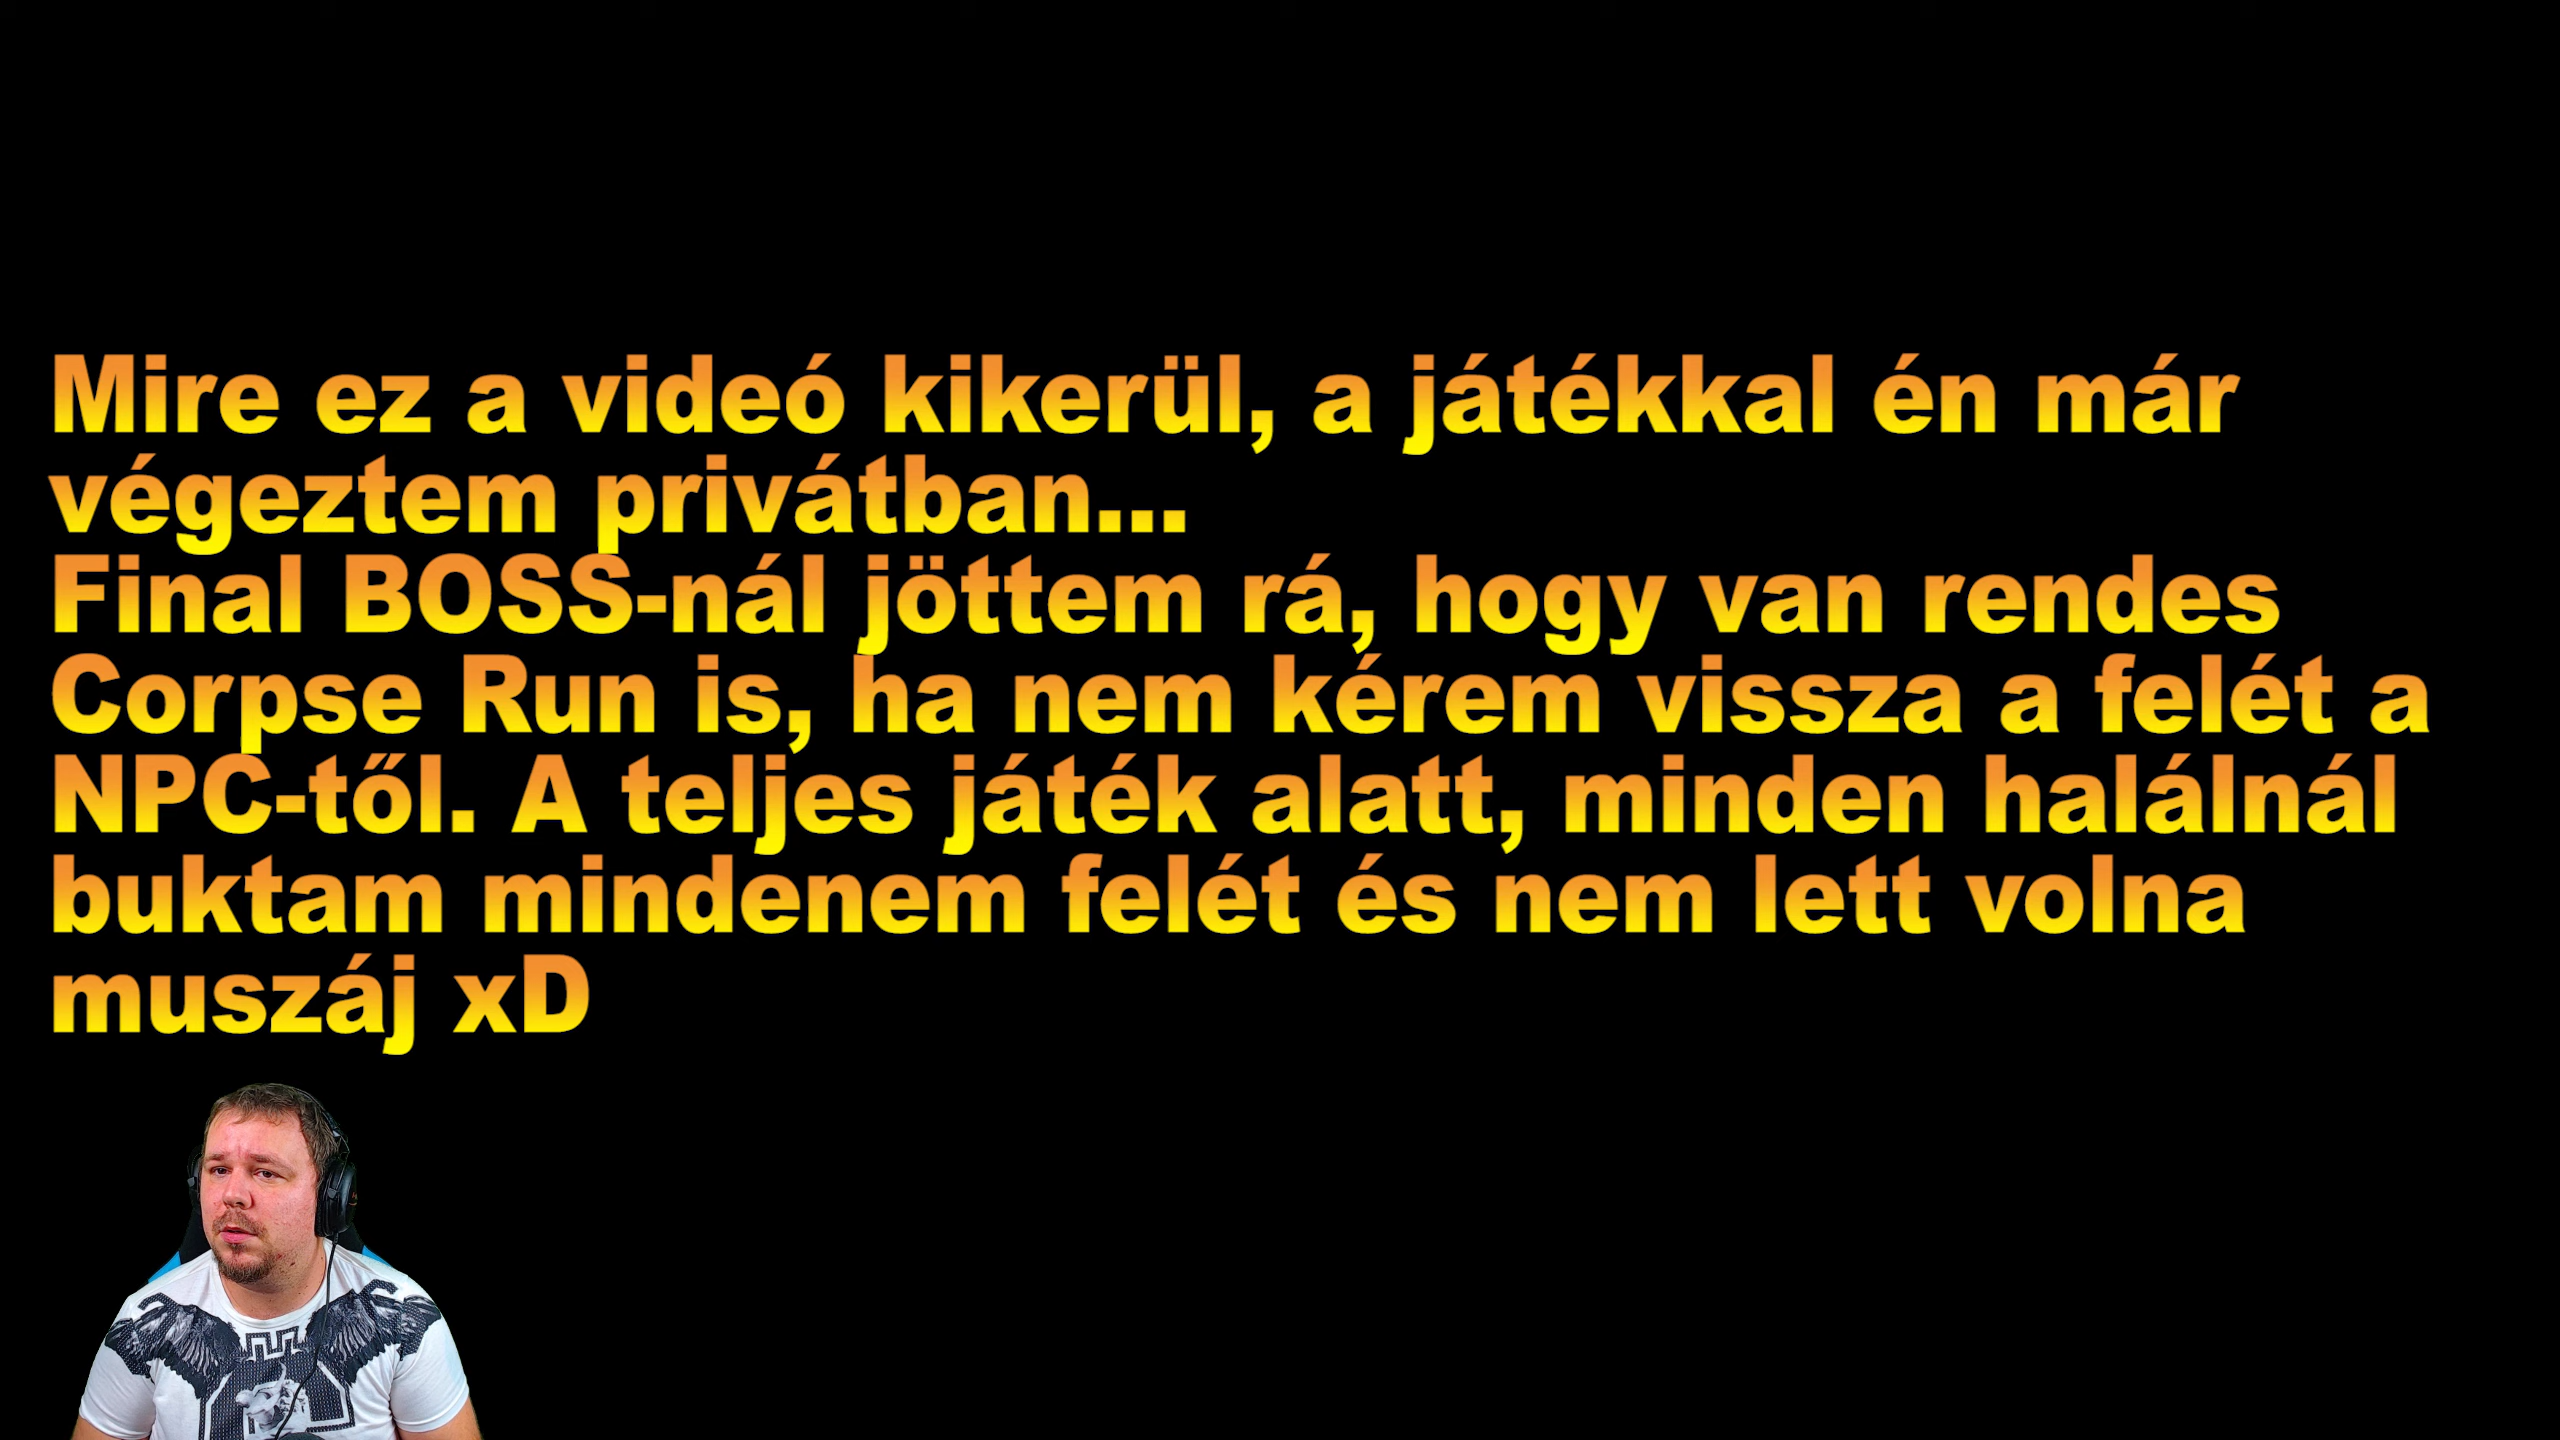 Mire ez a videó kikerül, a játékkal én már
végeztem privátban...
Final BOSS-nál jöttem rá, hogy van rendes
Corpse Run is, ha nem kérem vissza a felét a
NPC-től. A teljes játék alatt, minden halálnál
buktam mindenem felét és nem lett volna
muszáj xD